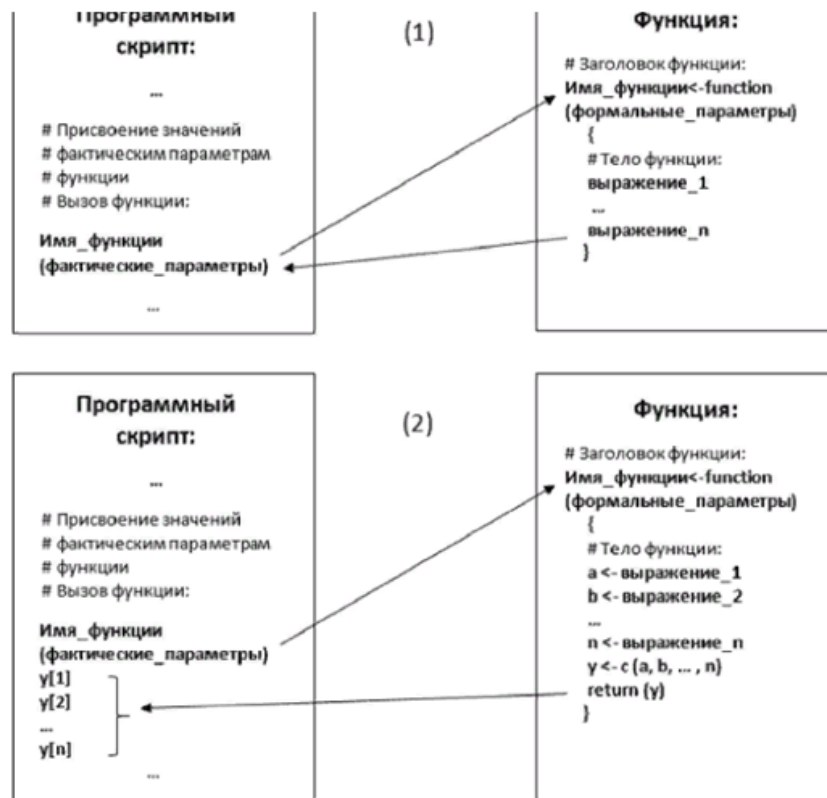 Программный
скрипт:
...
# Присвоение значений
# фактическим параметрам
# функции
# Вызов функции:
Имя_функции
(фактические_параметры)
...
(1)
Функция:
# Заголовок функции:
Имя_функции<-function
(формальные_параметры)
{
# Тело функции:
выражение_1
...
выражение_n
}
Программный
скрипт:
...
# Присвоение значений
# фактическим параметрам
# функции
# Вызов функции:
Имя_функции
(фактические_параметры)
y[1]
y[2]
...
y[n]
...
(2)
Функция:
# Заголовок функции:
Имя_функции<-function
(формальные_параметры)
{
# Тело функции:
a <- выражение_1
b <- выражение_2
...
n <- выражение_n
y <- c (a, b, ... , n)
return (y)
}